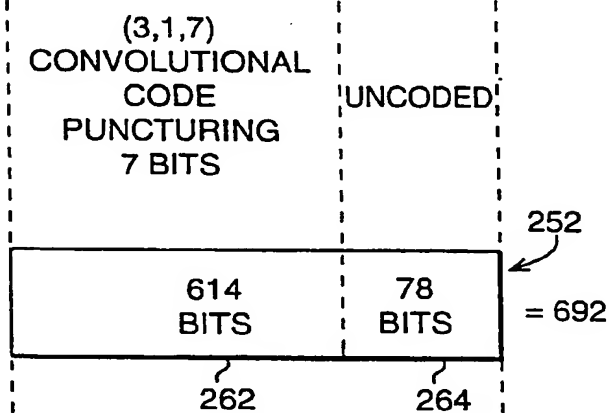 (3,1,7)
CONVOLUTIONAL
CODE
PUNCTURING
7 BITS
UNCODED
252
614
BITS
78
BITS
= 692
262
264